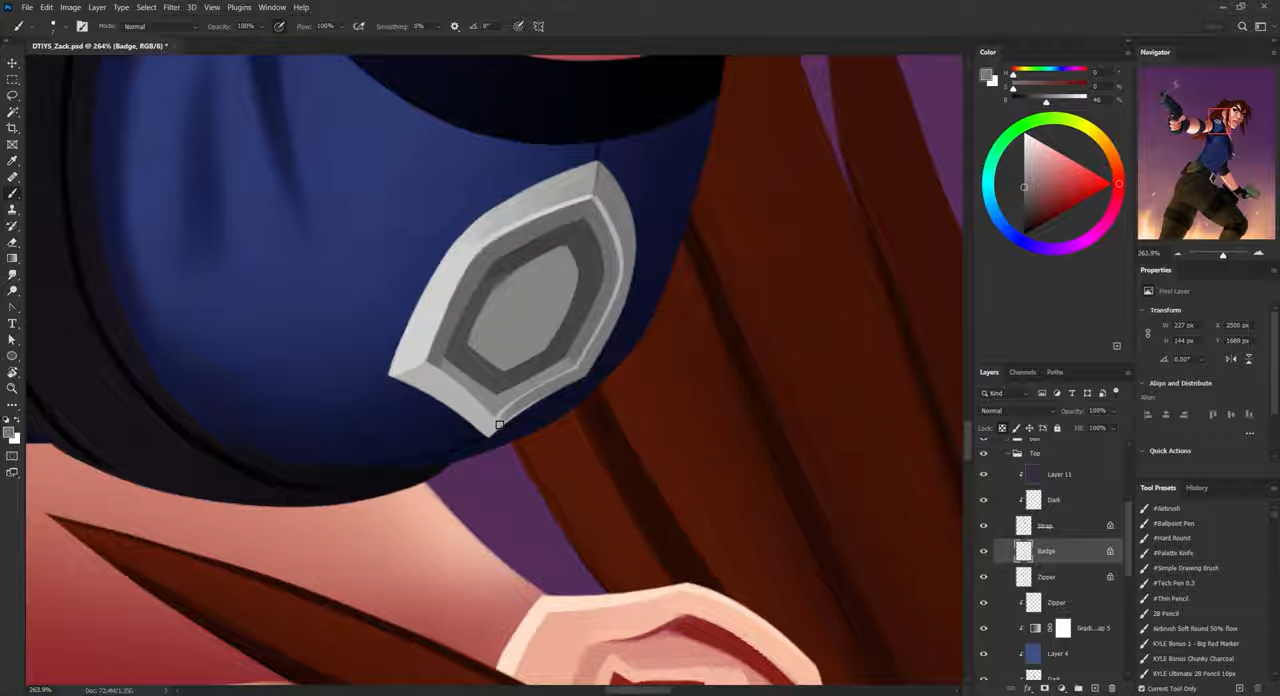 File Edit Image Layer Type Select Filter 3D View Plugins Window Help
Mode: Normal Opacity: 100% Flow: 100% Smoothing: 0% 0°
DTIYS_Zack.psd @ 264% (Badge, RGB/8) *
Color
H 0
S 0 %
B 46 %
Navigator
263.9%
Properties
Pixel Layer
Transform
W 227 px X 2500 px
H 144 px Y 1689 px
0.00°
Align and Distribute
Align:
Quick Actions
Layers Channels Paths
Kind
Normal Opacity: 100%
Lock: Fill: 100%
Top
Layer 11
Dark
Strap
Badge
Zipper
Zipper
Gradi...ap 5
Layer 4
Dark
Tool Presets History
#Airbrush
#Ballpoint Pen
#Hard Round
#Palette Knife
#Simple Drawing Brush
#Tech Pen 0.3
#Thin Pencil
2B Pencil
Airbrush Soft Round 50% flow
KYLE Bonus 1 - Big Red Marker
KYLE Bonus Chunky Charcoal
KYLE Ultimate 2B Pencil 10px
Current Tool Only
263.9% Doc: 72.4M/1.35G